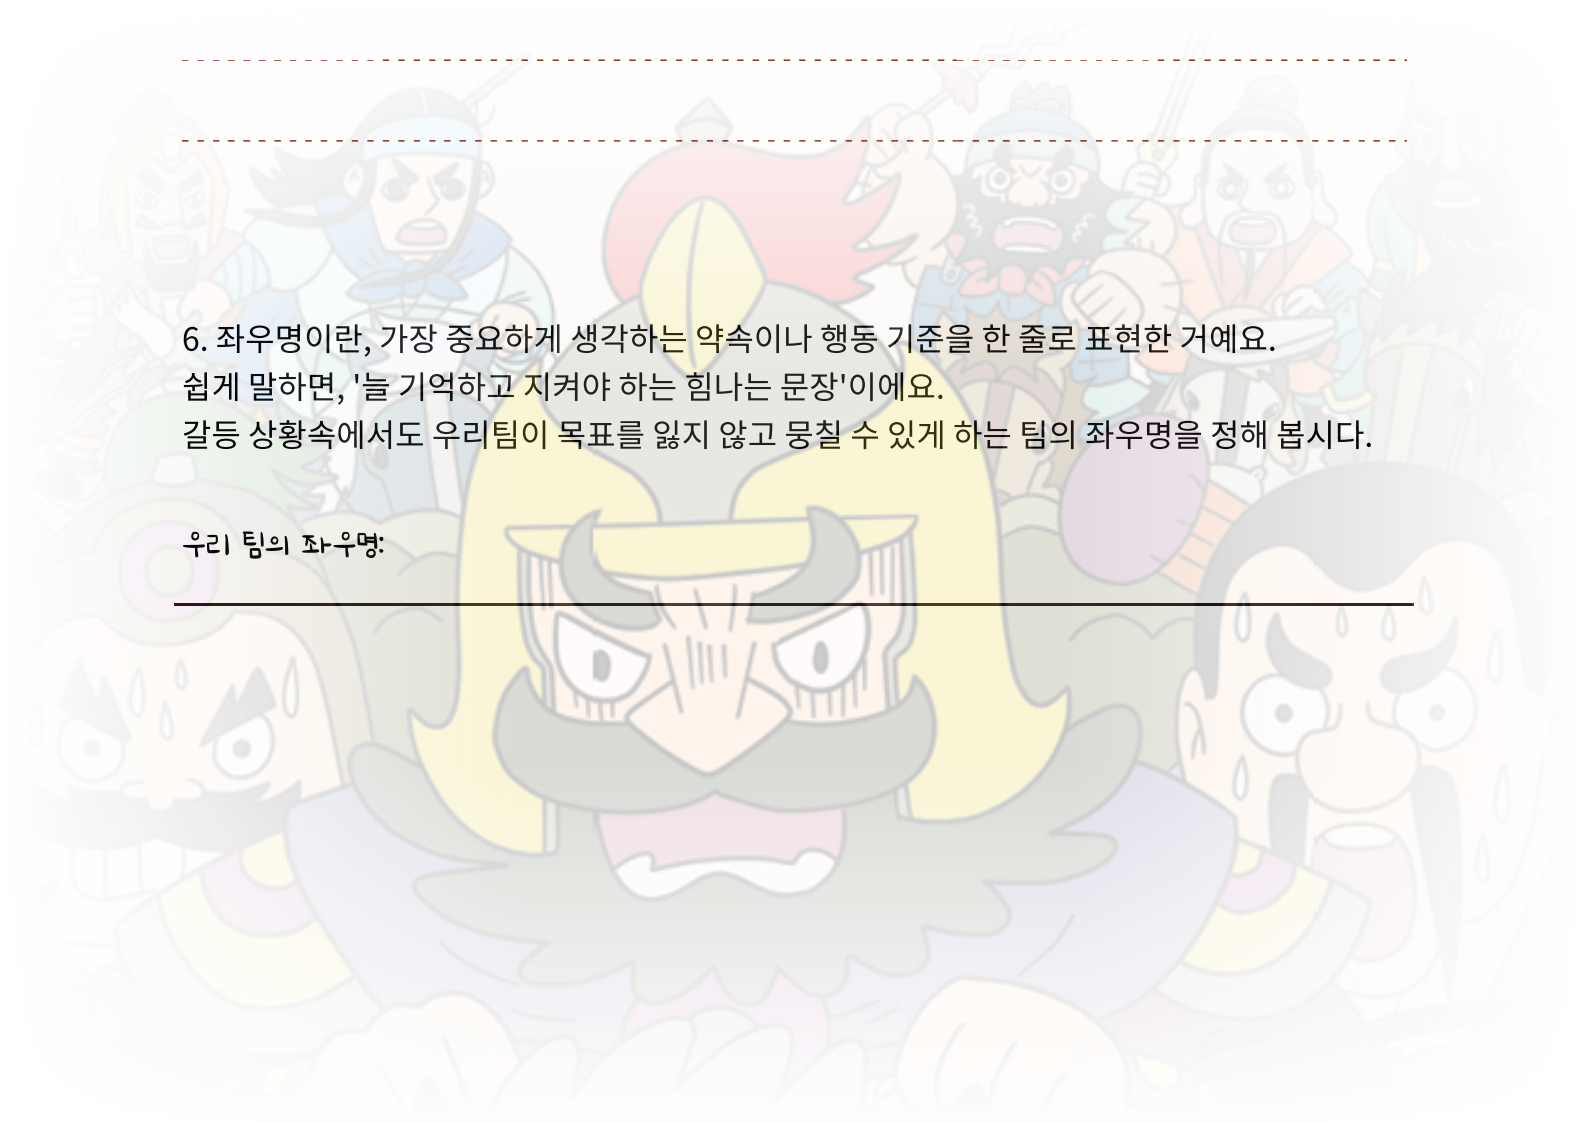 6. 좌우명이란, 가장 중요하게 생각하는 약속이나 행동 기준을 한 줄로 표현한 거예요.
쉽게 말하면, '늘 기억하고 지켜야 하는 힘나는 문장'이에요.
갈등 상황속에서도 우리팀이 목표를 잃지 않고 뭉칠 수 있게 하는 팀의 좌우명을 정해 봅시다.
우리 팀의 좌우명: